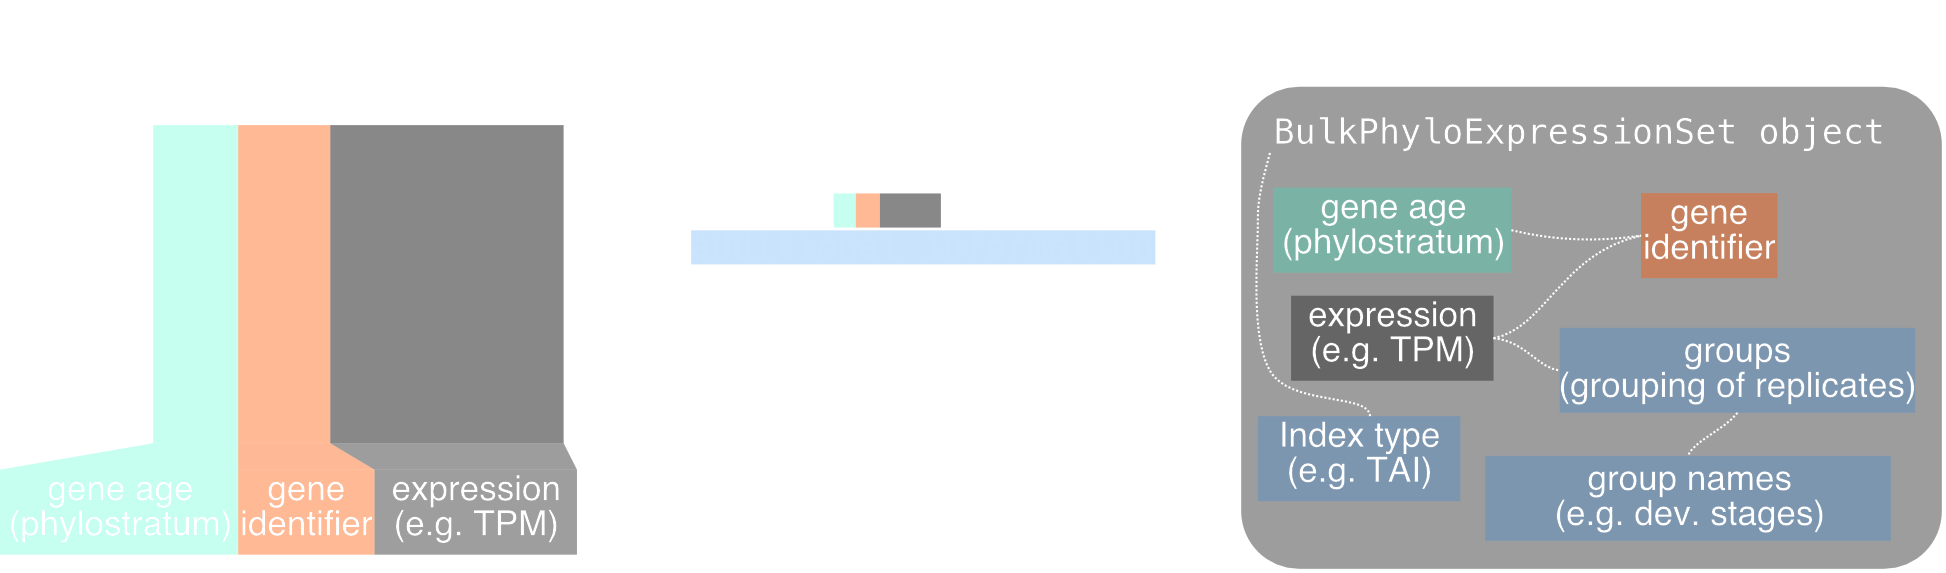 gene age
(phylostratum)
gene
identifier
expression
(e.g. TPM)
BulkPhyloExpressionSet object
gene age
(phylostratum)
gene
identifier
expression
(e.g. TPM)
groups
(grouping of replicates)
Index type
(e.g. TAI)
group names
(e.g. dev. stages)